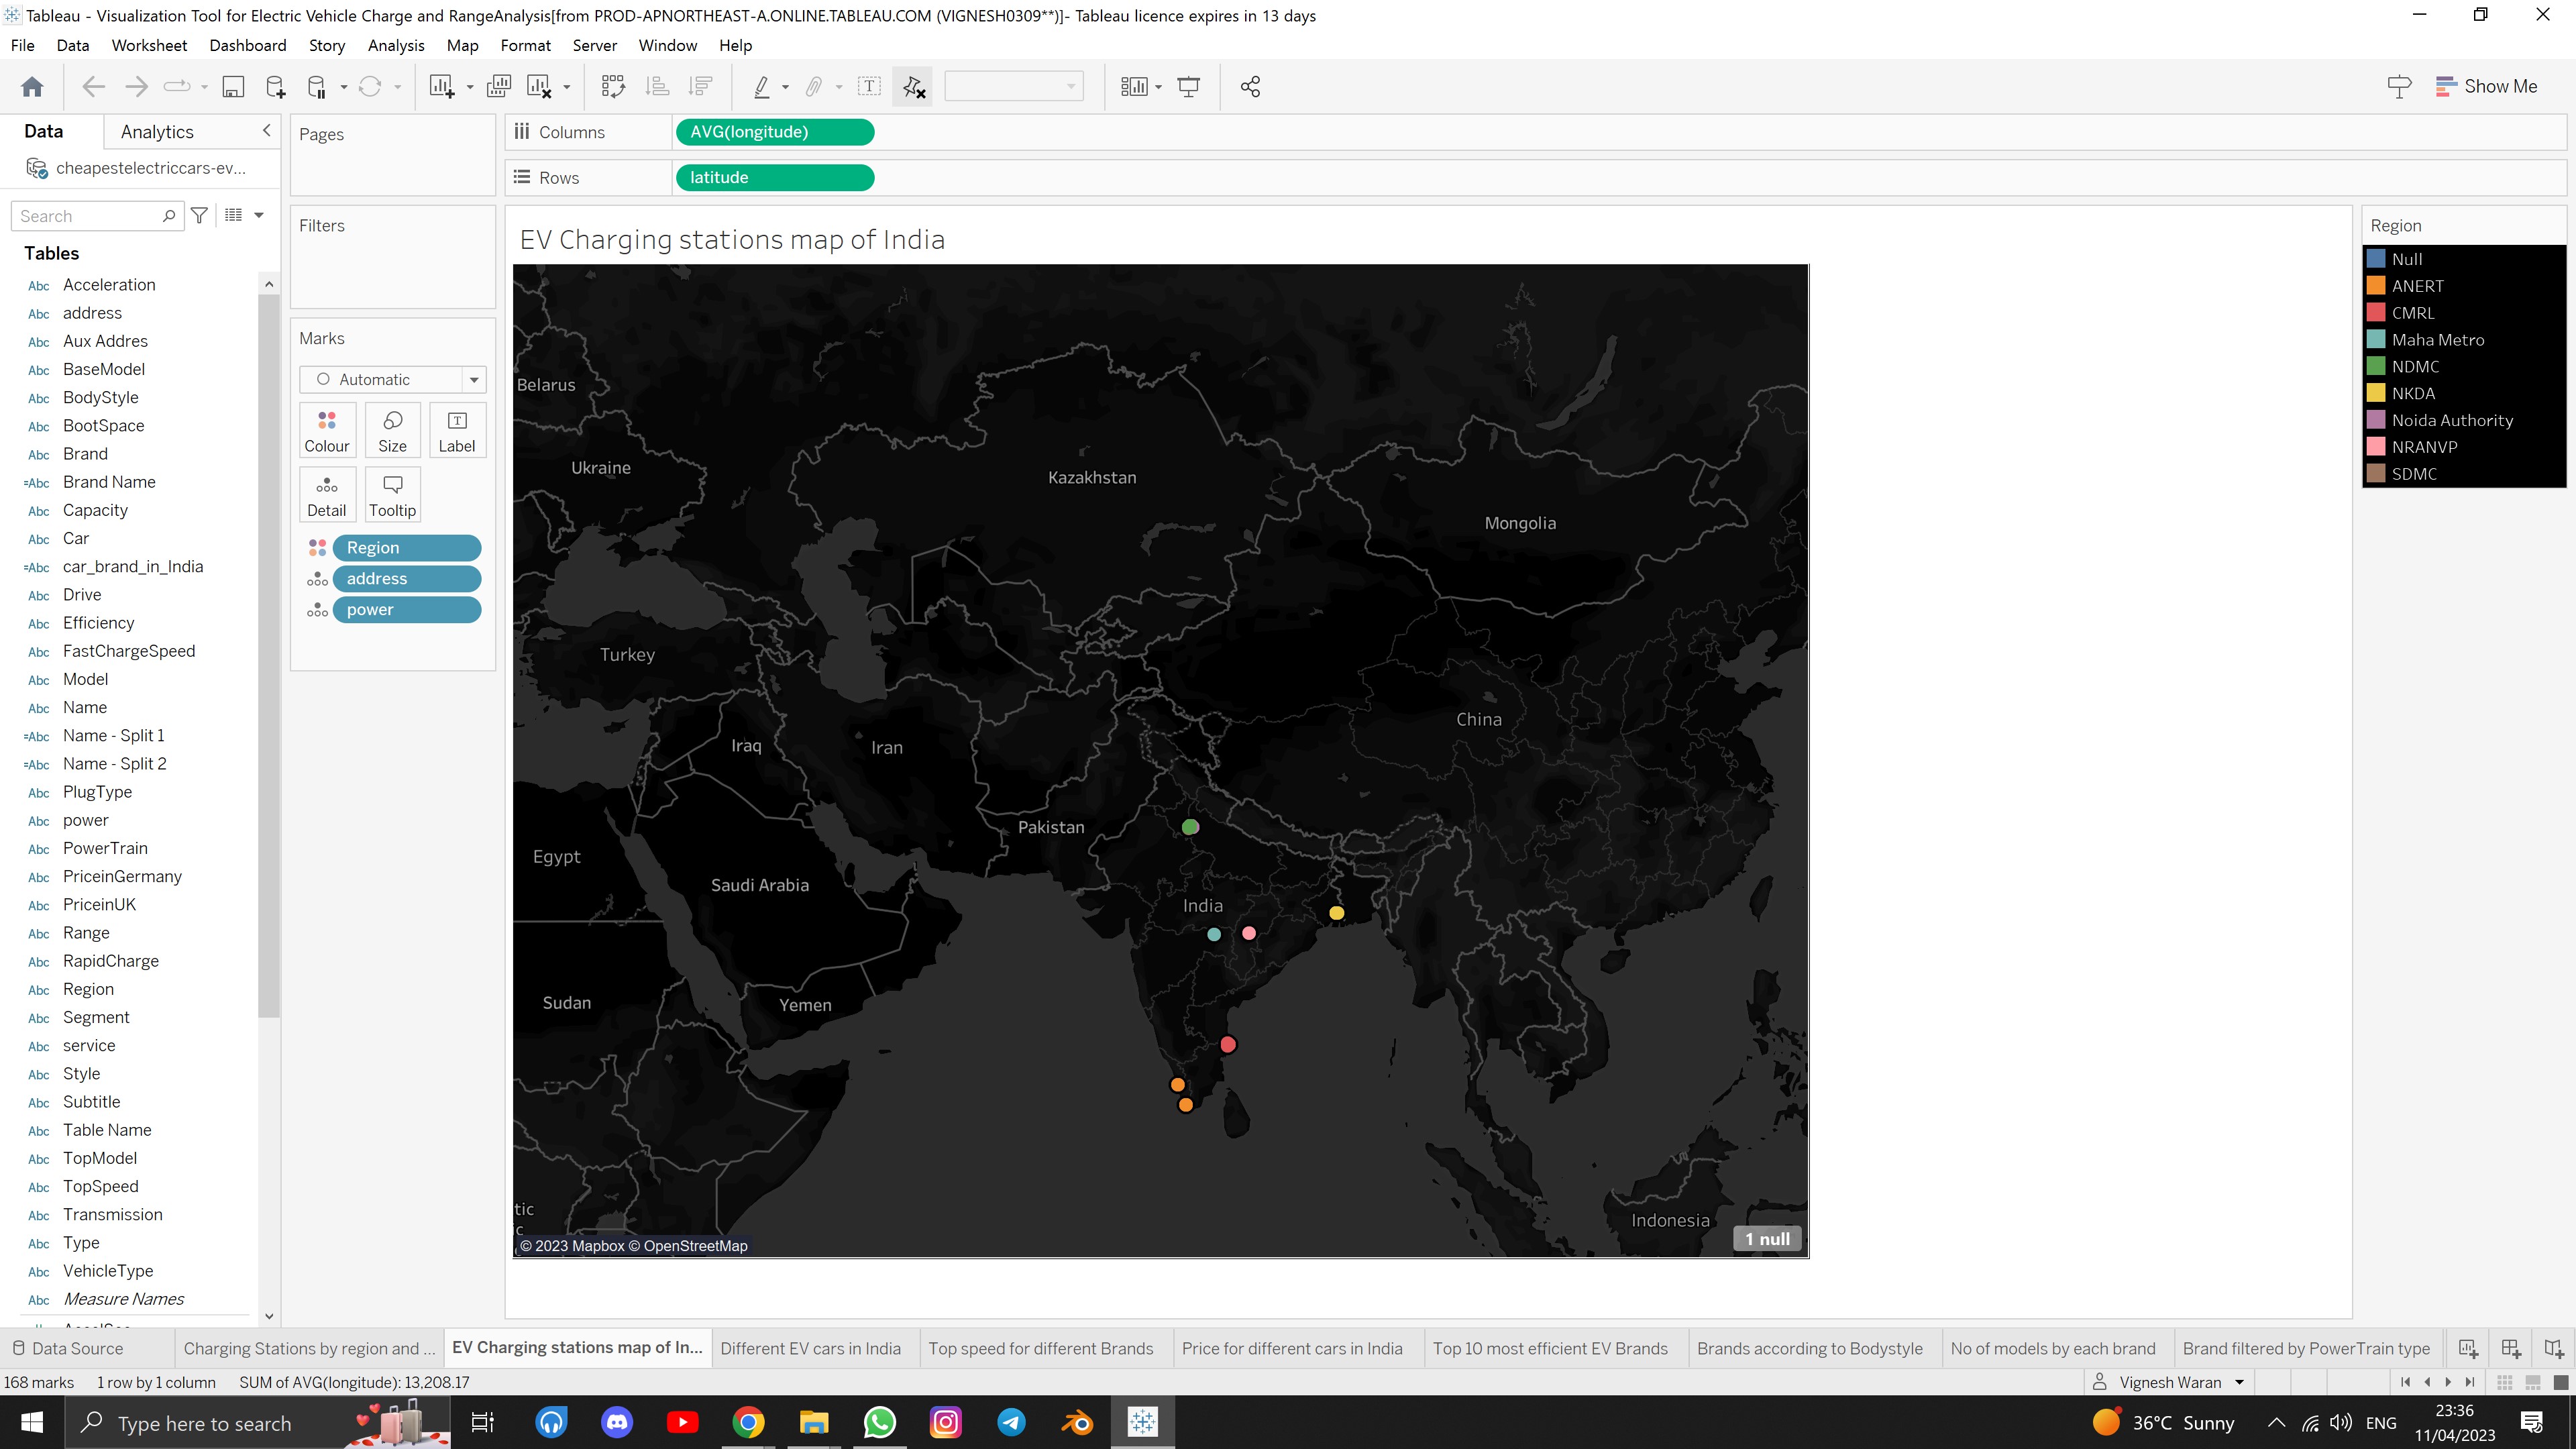 Tableau - Visualization Tool for Electric Vehicle Charge and RangeAnalysis[from PROD-APNORTHEAST-A.ONLINE.TABLEAU.COM (VIGNESH0309**)]- Tableau licence expires in 13 days
File Data Worksheet Dashboard Story Analysis Map Format Server Window Help
Show Me
Data Analytics
cheapestelectriccars-ev...
Search
Tables
Abc Acceleration
Abc address
Abc Aux Addres
Abc BaseModel
Abc BodyStyle
Abc BootSpace
Abc Brand
=Abc Brand Name
Abc Capacity
Abc Car
=Abc car_brand_in_India
Abc Drive
Abc Efficiency
Abc FastChargeSpeed
Abc Model
Abc Name
=Abc Name - Split 1
=Abc Name - Split 2
Abc PlugType
Abc power
Abc PowerTrain
Abc PriceinGermany
Abc PriceinUK
Abc Range
Abc RapidCharge
Abc Region
Abc Segment
Abc service
Abc Style
Abc Subtitle
Abc Table Name
Abc TopModel
Abc TopSpeed
Abc Transmission
Abc Type
Abc VehicleType
Abc Measure Names
Pages
Filters
Marks
Automatic
Colour Size Label
Detail Tooltip
Region
address
power
Columns AVG(longitude)
Rows latitude
EV Charging stations map of India
Belarus
Ukraine
Kazakhstan
Mongolia
Turkey
China
Iraq
Iran
Pakistan
Egypt
Saudi Arabia
India
Sudan
Yemen
tic
c
Indonesia
© 2023 Mapbox © OpenStreetMap
1 null
Region
Null
ANERT
CMRL
Maha Metro
NDMC
NKDA
Noida Authority
NRANVP
SDMC
Data Source Charging Stations by region and ... EV Charging stations map of In... Different EV cars in India Top speed for different Brands Price for different cars in India Top 10 most efficient EV Brands Brands according to Bodystyle No of models by each brand Brand filtered by PowerTrain type
168 marks 1 row by 1 column SUM of AVG(longitude): 13,208.17 Vignesh Waran
Type here to search
36°C Sunny
ENG
23:36
11/04/2023